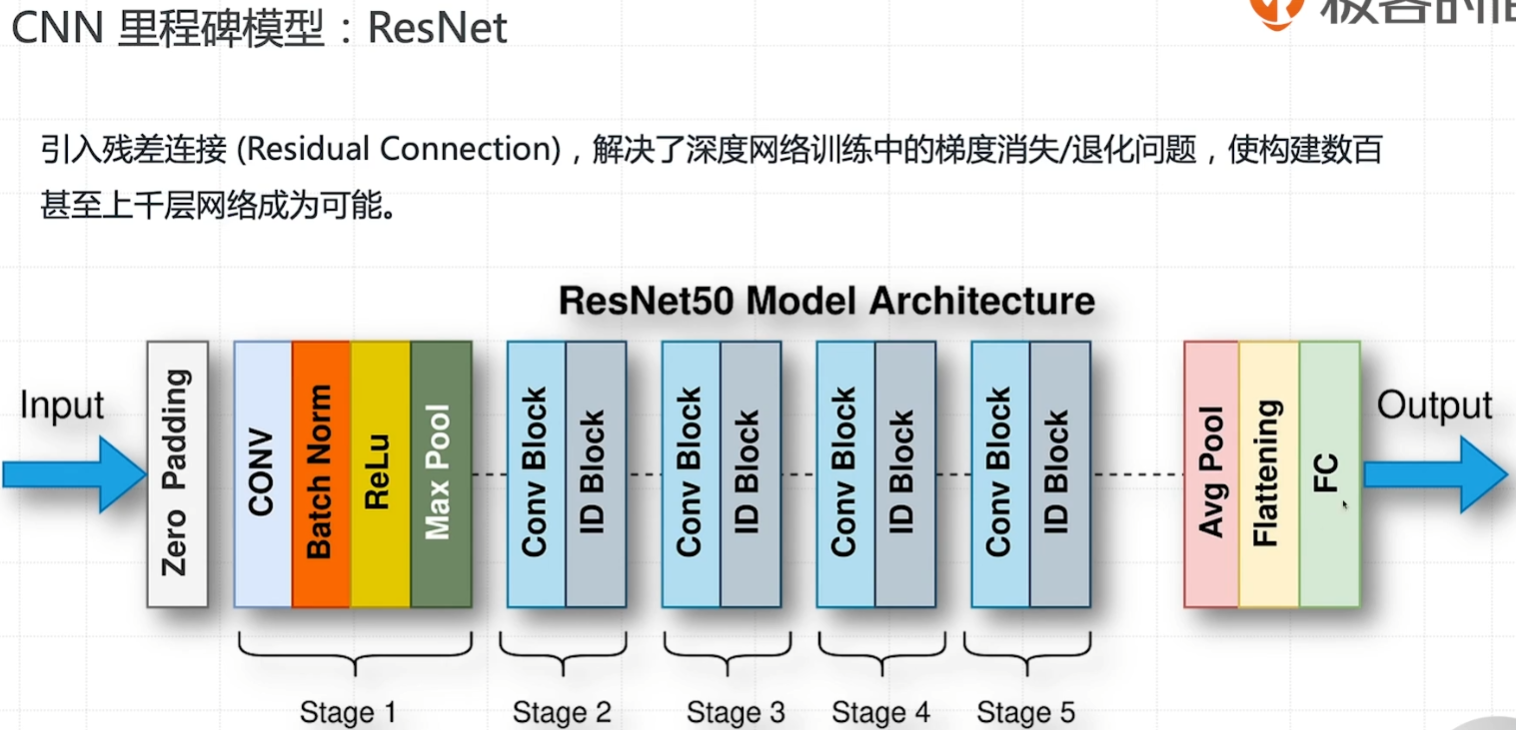 CNN 里程碑模型：ResNet
引入残差连接 (Residual Connection)，解决了深度网络训练中的梯度消失/退化问题，使构建数百
甚至上千层网络成为可能。
ResNet50 Model Architecture
Input
Zero Padding
CONV
Batch Norm
ReLu
Max Pool
Conv Block
ID Block
Conv Block
ID Block
Conv Block
ID Block
Conv Block
ID Block
Avg Pool
Flattening
FC
Output
Stage 1
Stage 2
Stage 3
Stage 4
Stage 5